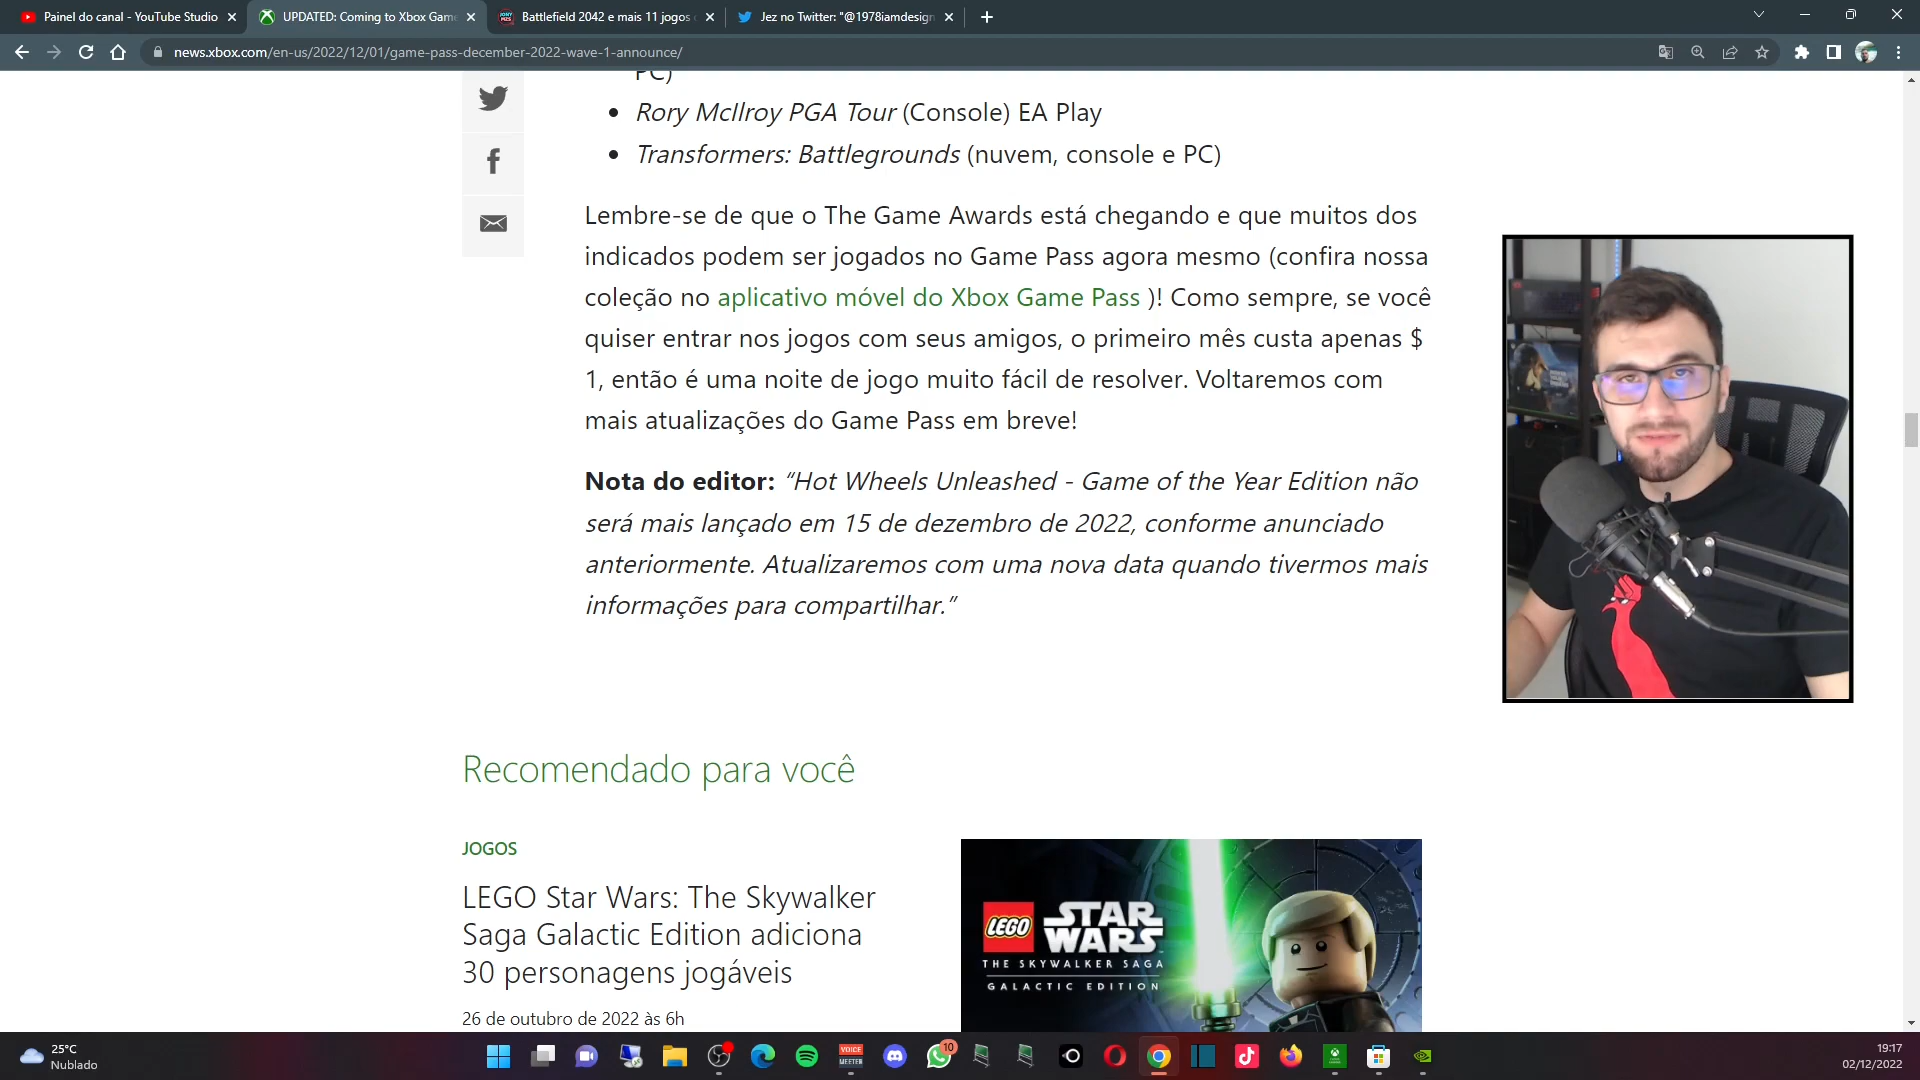 Painel do canal - YouTube Studio
UPDATED: Coming to Xbox Game
Battlefield 2042 e mais 11 jogos
Jez no Twitter: "@1978iamdesign
news.xbox.com/en-us/2022/12/01/game-pass-december-2022-wave-1-announce/
PC)
• Rory McIlroy PGA Tour (Console) EA Play
• Transformers: Battlegrounds (nuvem, console e PC)
Lembre-se de que o The Game Awards está chegando e que muitos dos
indicados podem ser jogados no Game Pass agora mesmo (confira nossa
coleção no aplicativo móvel do Xbox Game Pass )! Como sempre, se você
quiser entrar nos jogos com seus amigos, o primeiro mês custa apenas $
1, então é uma noite de jogo muito fácil de resolver. Voltaremos com
mais atualizações do Game Pass em breve!
Nota do editor: “Hot Wheels Unleashed - Game of the Year Edition não
será mais lançado em 15 de dezembro de 2022, conforme anunciado
anteriormente. Atualizaremos com uma nova data quando tivermos mais
informações para compartilhar.”
Recomendado para você
JOGOS
LEGO Star Wars: The Skywalker
Saga Galactic Edition adiciona
30 personagens jogáveis
26 de outubro de 2022 às 6h
LEGO
STAR
WARS
THE SKYWALKER SAGA
GALACTIC EDITION
25°C
Nublado
VOICE
MEETER
10
19:17
02/12/2022